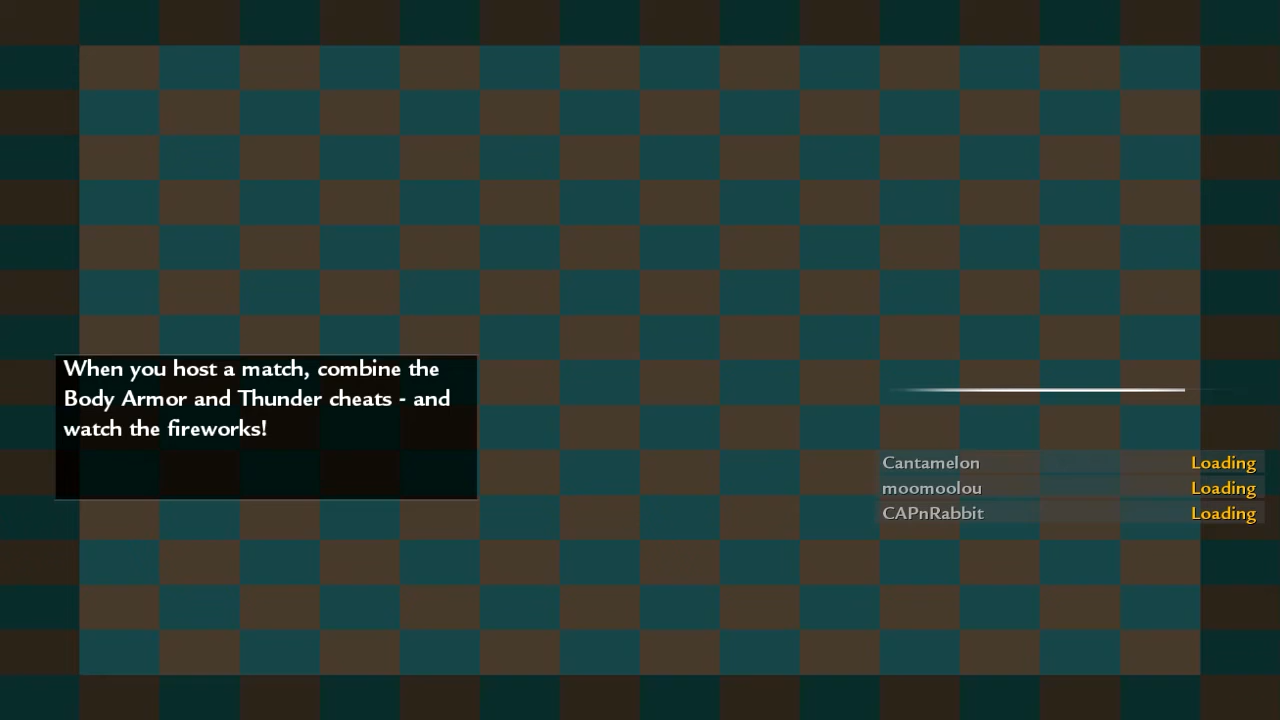 When you host a match, combine the
Body Armor and Thunder cheats - and
watch the fireworks!
Cantamelon Loading
moomoolou Loading
CAPnRabbit Loading